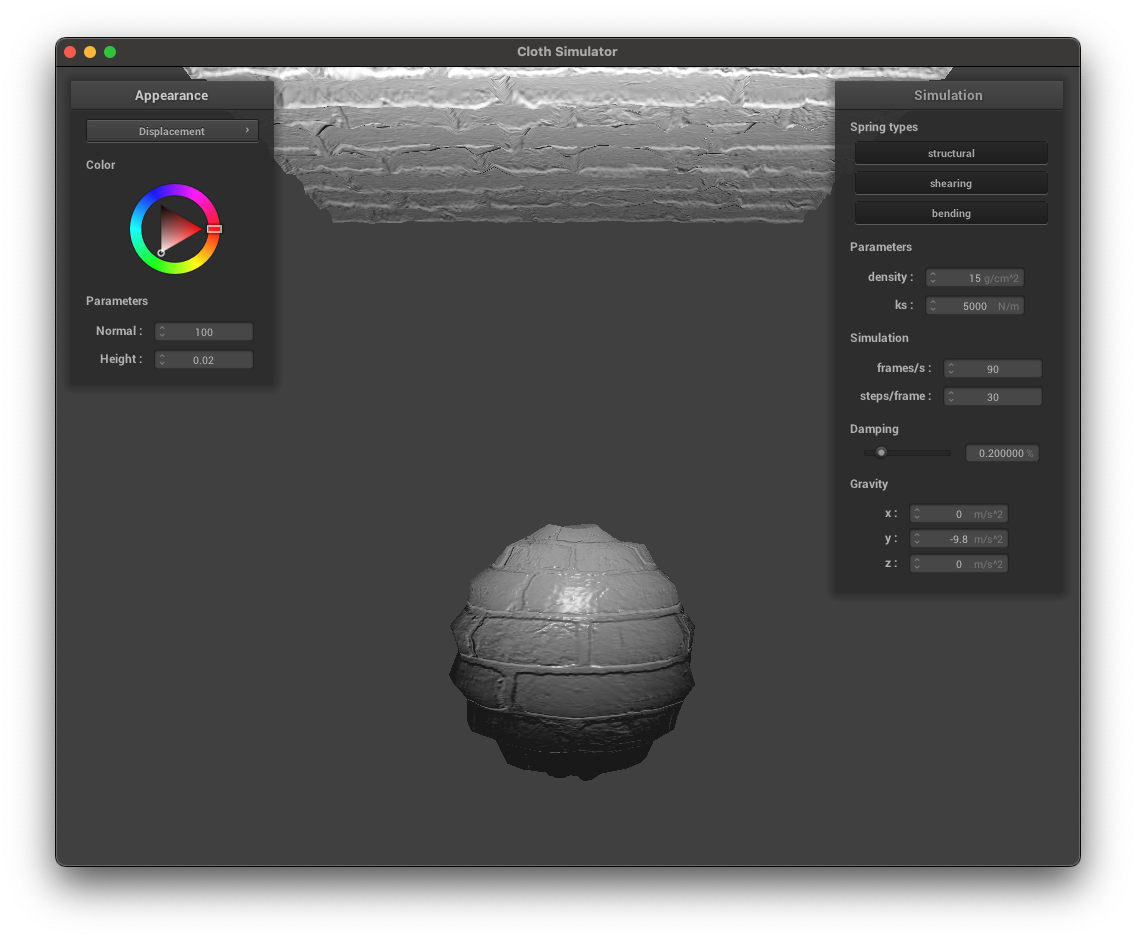 Cloth Simulator
Appearance
Displacement
Color
Parameters
Normal : 100
Height : 0.02
Simulation
Spring types
structural
shearing
bending
Parameters
density : 15 g/cm^2
ks : 5000 N/m
Simulation
frames/s : 90
steps/frame : 30
Damping
0.200000 %
Gravity
x : 0 m/s^2
y : -9.8 m/s^2
z : 0 m/s^2